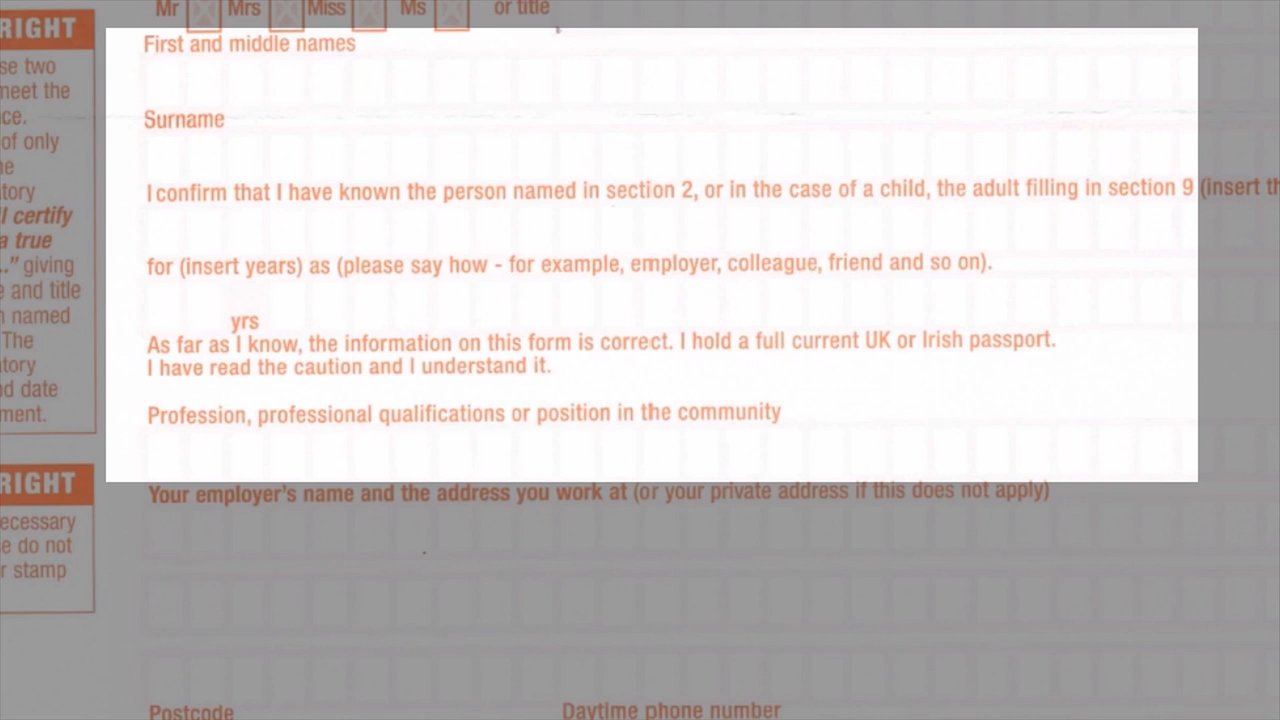 Mr Mrs Miss Ms or title
RIGHT
First and middle names
se two
meet the
ce.
Surname
of only
ne
tory
I confirm that I have known the person named in section 2, or in the case of a child, the adult filling in section 9 (insert th
l certify
a true
..” giving
for (insert years) as (please say how - for example, employer, colleague, friend and so on).
e and title
n named
yrs
The
As far as I know, the information on this form is correct. I hold a full current UK or Irish passport.
tory
I have read the caution and I understand it.
nd date
ment.
Profession, professional qualifications or position in the community
RIGHT
Your employer's name and the address you work at (or your private address if this does not apply)
ecessary
e do not
r stamp
Postcode Daytime phone number